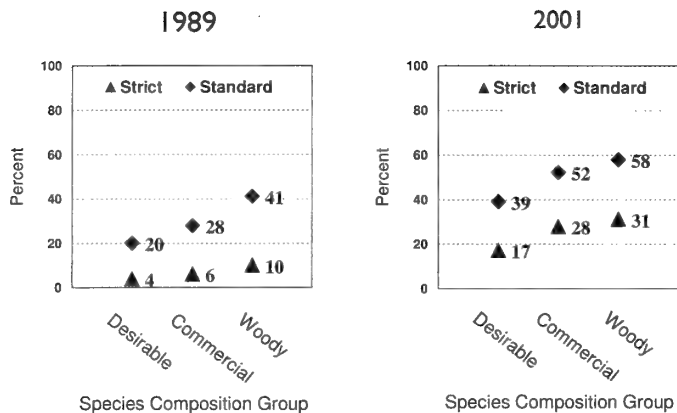 1989
100
80
60
40
20
0
Percent
▲ Strict ◆ Standard
20
28
41
4
6
10
Desirable
Commercial
Woody
Species Composition Group
2001
100
80
60
40
20
0
Percent
▲ Strict ◆ Standard
39
52
58
17
28
31
Desirable
Commercial
Woody
Species Composition Group